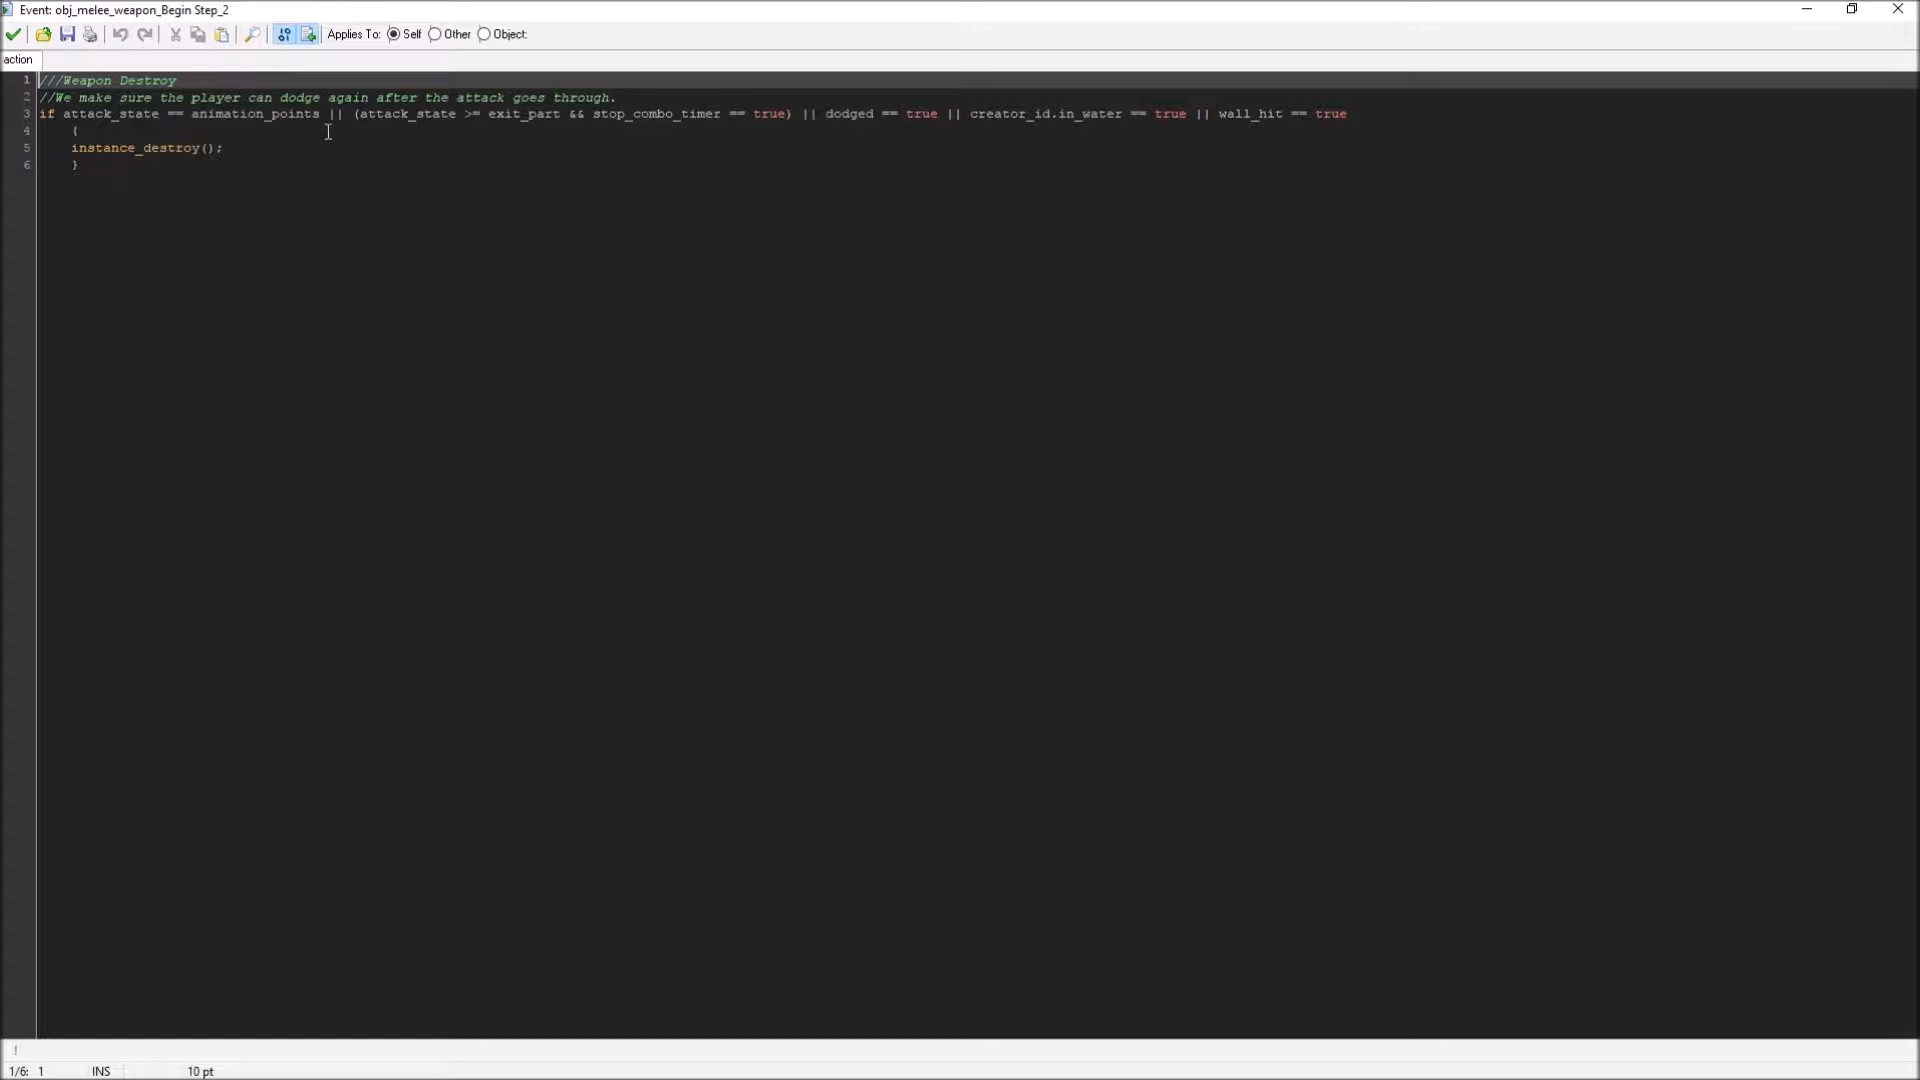 Event: obj_melee_weapon_Begin Step_2
Applies To: Self Other Object:
action
1 ///Weapon Destroy
2 //We make sure the player can dodge again after the attack goes through.
3 if attack_state == animation_points || (attack_state >= exit_part && stop_combo_timer == true) || dodged == true || creator_id.in_water == true || wall_hit == true
4 {
5 instance_destroy();
6 }
!
1/6: 1 INS 10 pt